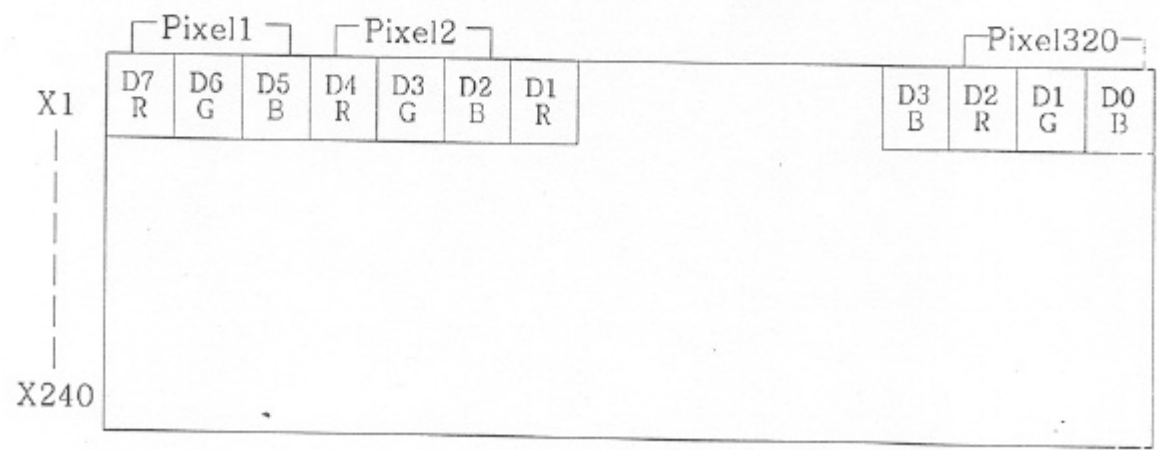 Pixel1 Pixel2 Pixel320
X1 D7 D6 D5 D4 D3 D2 D1 D3 D2 D1 D0
R G B R G B R B R G B
X240